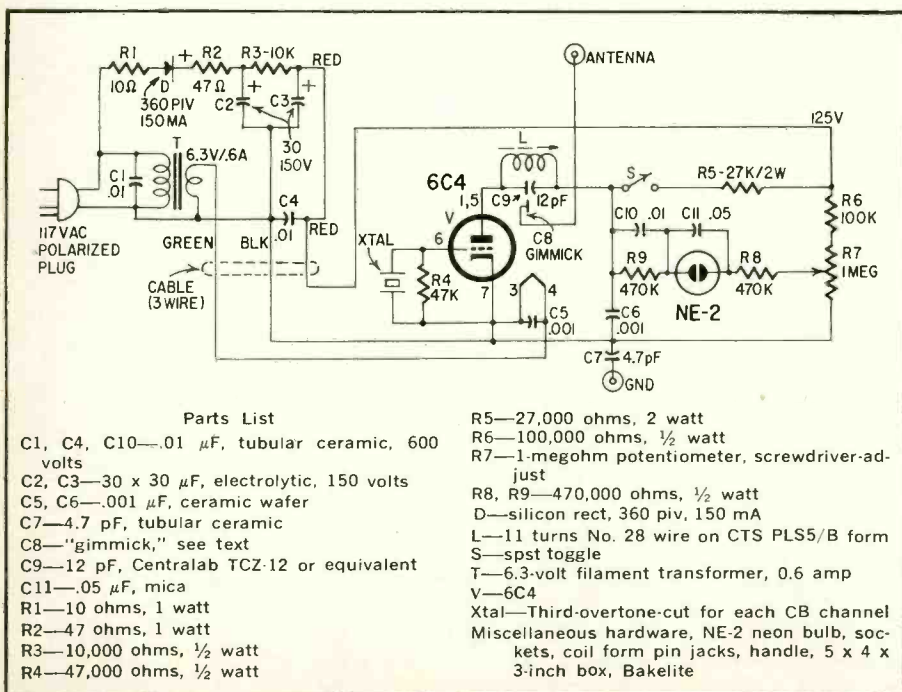 R1
10Ω
D
360 PIV
150 MA
+
R2
47Ω
R3-10K
RED
+
C2
+
C3
30
150V
T
6.3V/.6A
C1
.01
117 VAC
POLARIZED
PLUG
GREEN
BLK
C4
.01
RED
CABLE
(3 WIRE)
XTAL
6
R4
47K
6C4
V
1,5
7
3
4
C5
.001
L
C9
12pF
C8
GIMMICK
ANTENNA
S
R5-27K/2W
125V
R6
100K
R7
1MEG
C10 .01
C11 .05
R9
470K
R8
470K
NE-2
C6
.001
C7
4.7pF
GND
Parts List
C1, C4, C10—.01 μF, tubular ceramic, 600
volts
C2, C3—30 x 30 μF, electrolytic, 150 volts
C5, C6—.001 μF, ceramic wafer
C7—4.7 pF, tubular ceramic
C8—"gimmick," see text
C9—12 pF, Centralab TCZ-12 or equivalent
C11—.05 μF, mica
R1—10 ohms, 1 watt
R2—47 ohms, 1 watt
R3—10,000 ohms, ½ watt
R4—47,000 ohms, ½ watt
R5—27,000 ohms, 2 watt
R6—100,000 ohms, ½ watt
R7—1-megohm potentiometer, screwdriver-ad-
just
R8, R9—470,000 ohms, ½ watt
D—silicon rect, 360 piv, 150 mA
L—11 turns No. 28 wire on CTS PLS5/B form
S—spst toggle
T—6.3-volt filament transformer, 0.6 amp
V—6C4
Xtal—Third-overtone-cut for each CB channel
Miscellaneous hardware, NE-2 neon bulb, soc-
kets, coil form pin jacks, handle, 5 x 4 x
3-inch box, Bakelite